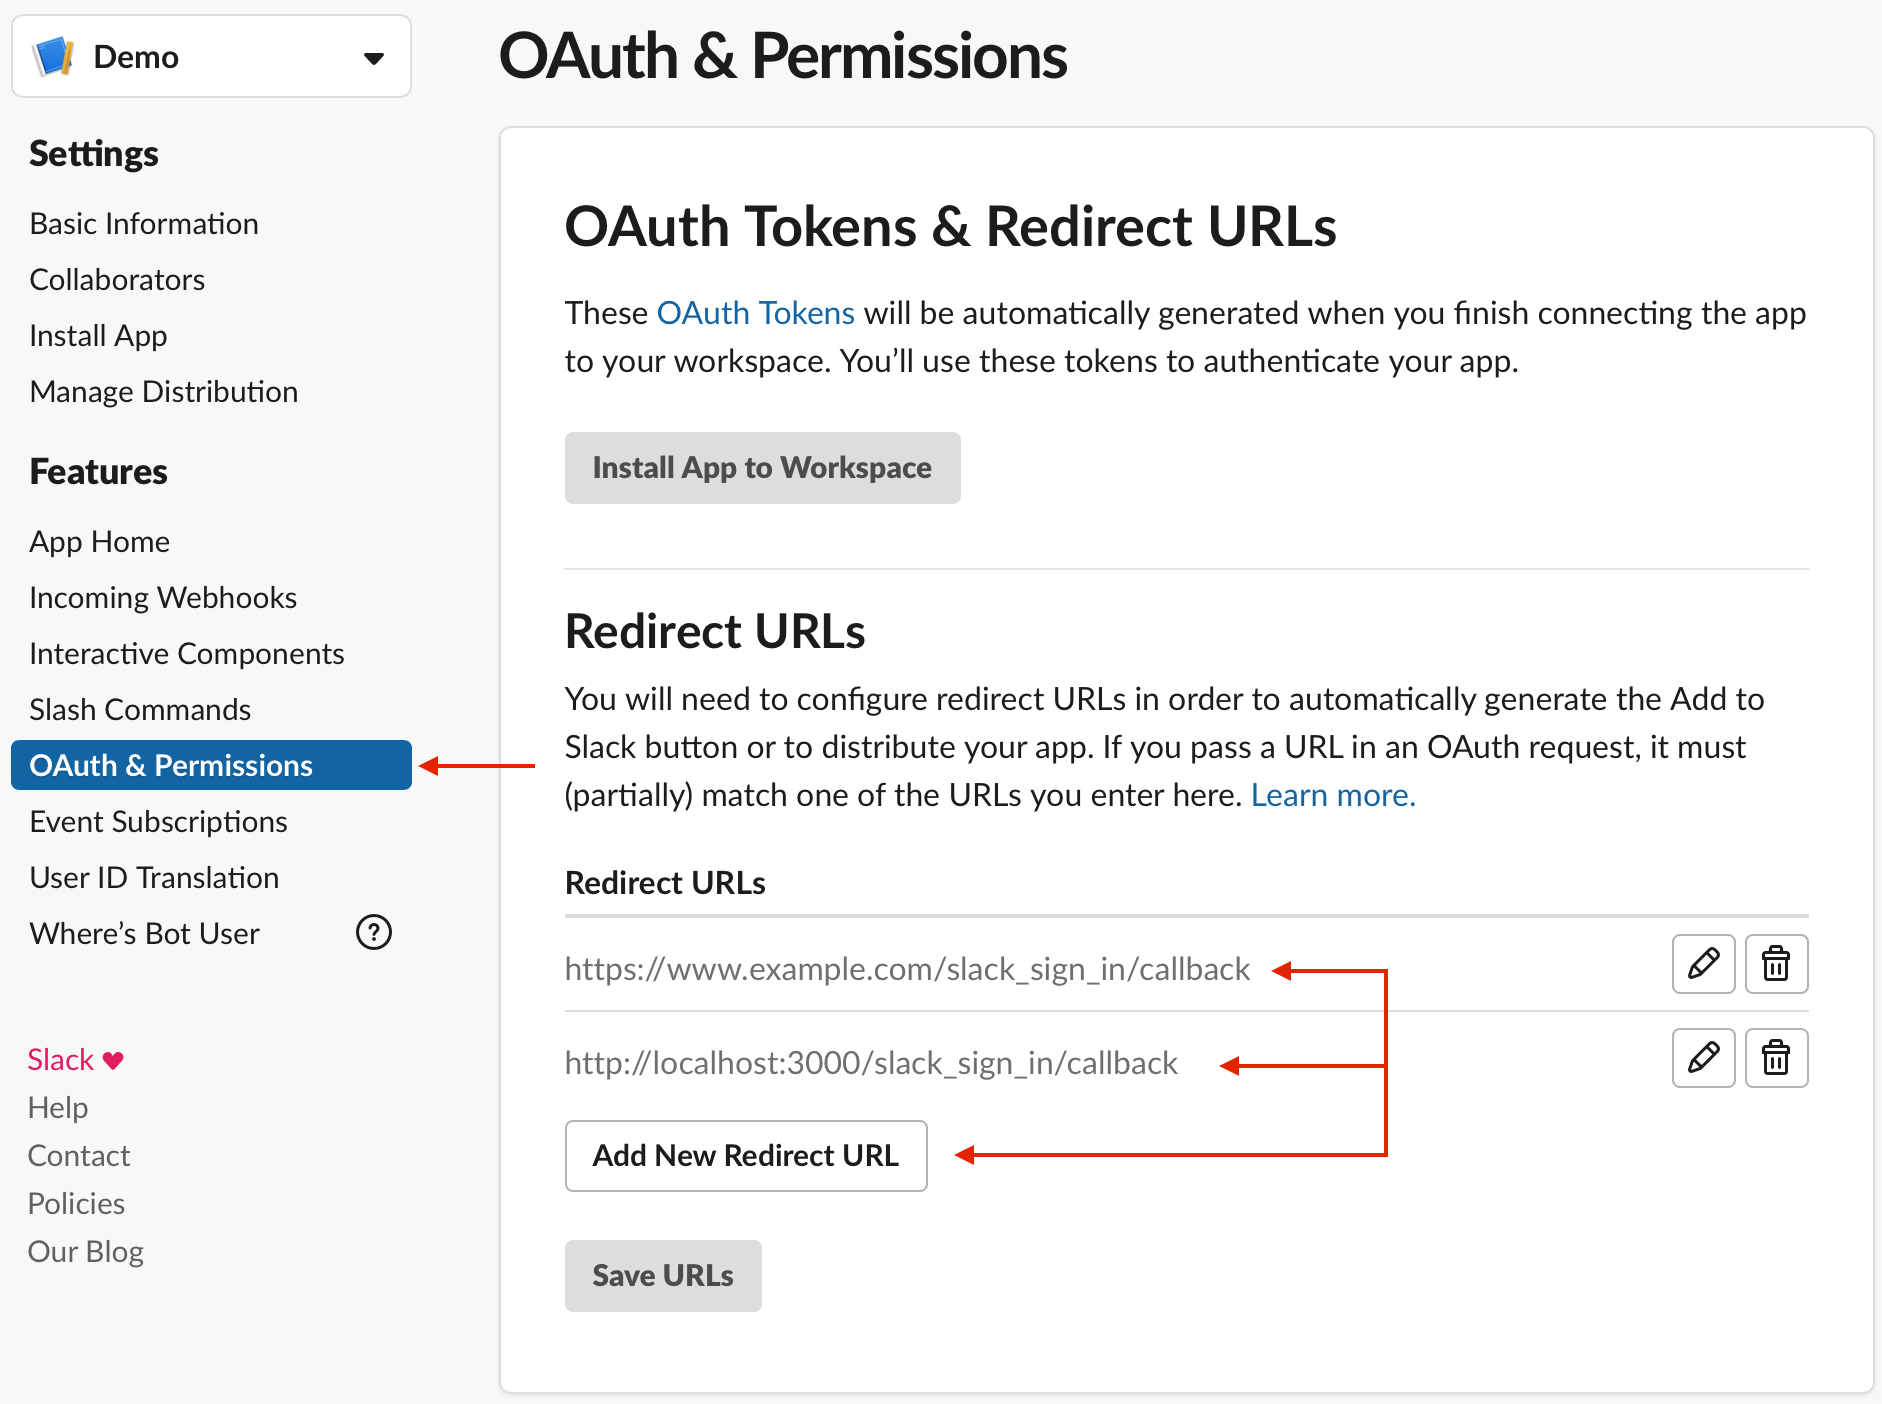 Demo
Settings
Basic Information
Collaborators
Install App
Manage Distribution
Features
App Home
Incoming Webhooks
Interactive Components
Slash Commands
OAuth & Permissions
Event Subscriptions
User ID Translation
Where’s Bot User
?
Slack ♥
Help
Contact
Policies
Our Blog
OAuth & Permissions
OAuth Tokens & Redirect URLs
These OAuth Tokens will be automatically generated when you finish connecting the app
to your workspace. You’ll use these tokens to authenticate your app.
Install App to Workspace
Redirect URLs
You will need to configure redirect URLs in order to automatically generate the Add to
Slack button or to distribute your app. If you pass a URL in an OAuth request, it must
(partially) match one of the URLs you enter here. Learn more.
Redirect URLs
https://www.example.com/slack_sign_in/callback
http://localhost:3000/slack_sign_in/callback
Add New Redirect URL
Save URLs